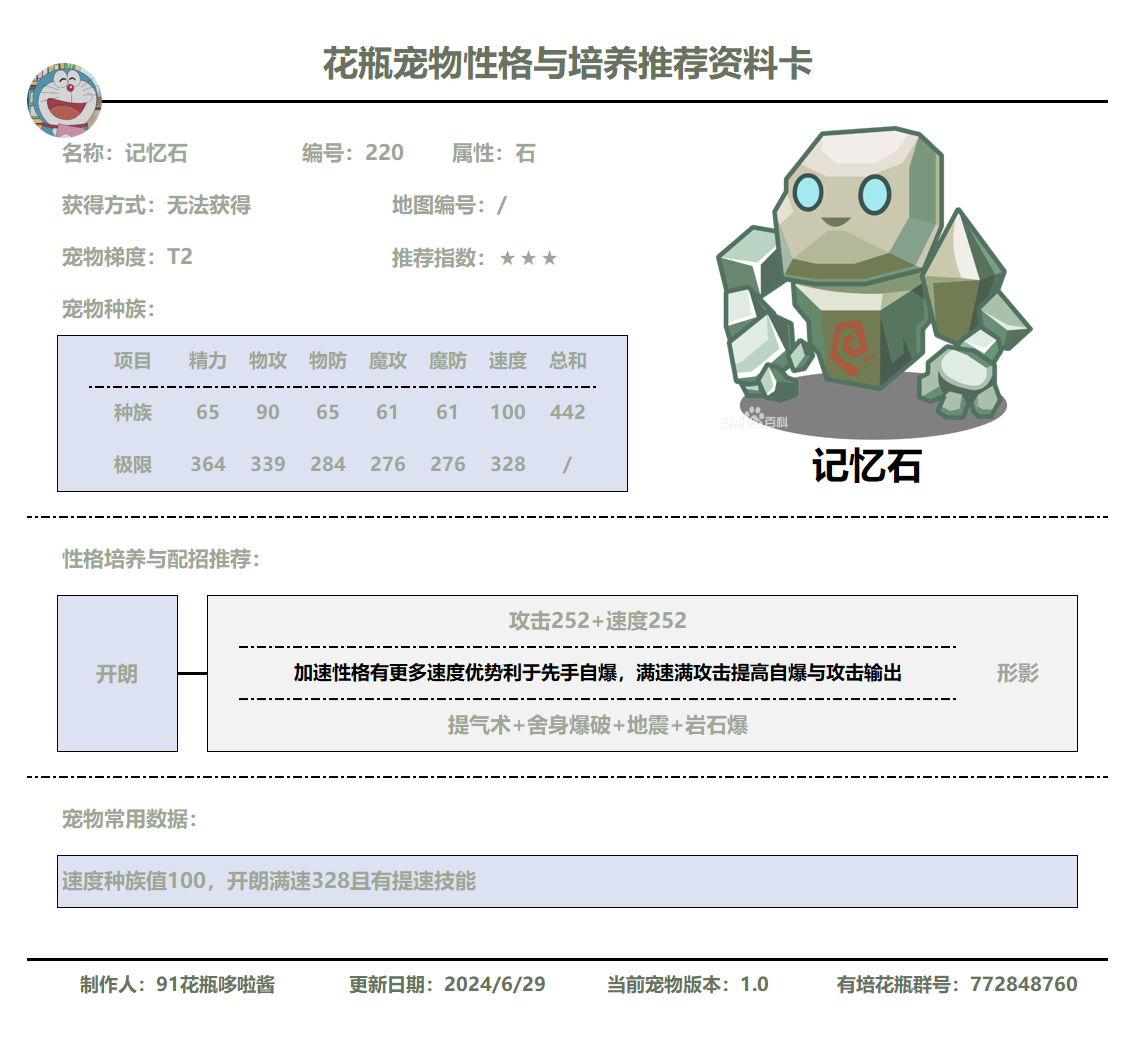 花瓶宠物性格与培养推荐资料卡
名称：记忆石 编号：220 属性：石
获得方式：无法获得 地图编号：/
宠物梯度：T2 推荐指数：★★★
宠物种族：
项目 精力 物攻 物防 魔攻 魔防 速度 总和
种族 65 90 65 61 61 100 442
极限 364 339 284 276 276 328 /
Bai 百科
记忆石
性格培养与配招推荐：
开朗
攻击252+速度252
加速性格有更多速度优势利于先手自爆，满速满攻击提高自爆与攻击输出
提气术+舍身爆破+地震+岩石爆
形影
宠物常用数据：
速度种族值100，开朗满速328且有提速技能
制作人：91花瓶哆啦酱 更新日期：2024/6/29 当前宠物版本：1.0 有培花瓶群号：772848760